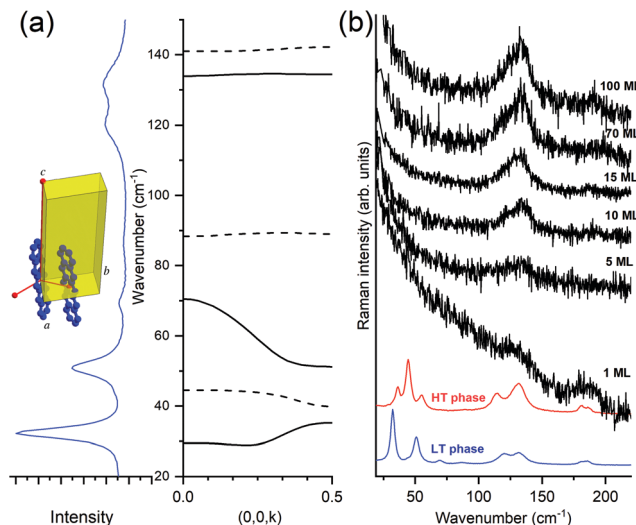 (a)
(b)
140
120
100
80
60
40
20
Wavenumber (cm⁻¹)
c
b
a
Intensity
0.0
0.5
(0,0,k)
Raman intensity (arb. units)
100 ML
70 ML
15 ML
10 ML
5 ML
1 ML
HT phase
LT phase
50
100
150
200
Wavenumber (cm⁻¹)